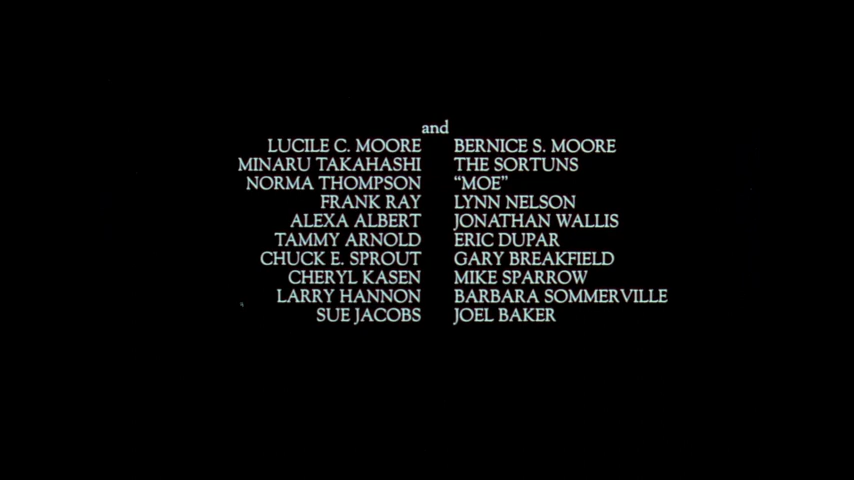 and
LUCILE C. MOORE BERNICE S. MOORE
MINARU TAKAHASHI THE SORTUNS
NORMA THOMPSON “MOE”
FRANK RAY LYNN NELSON
ALEXA ALBERT JONATHAN WALLIS
TAMMY ARNOLD ERIC DUPAR
CHUCK E. SPROUT GARY BREAKFIELD
CHERYL KASEN MIKE SPARROW
LARRY HANNON BARBARA SOMMERVILLE
SUE JACOBS JOEL BAKER